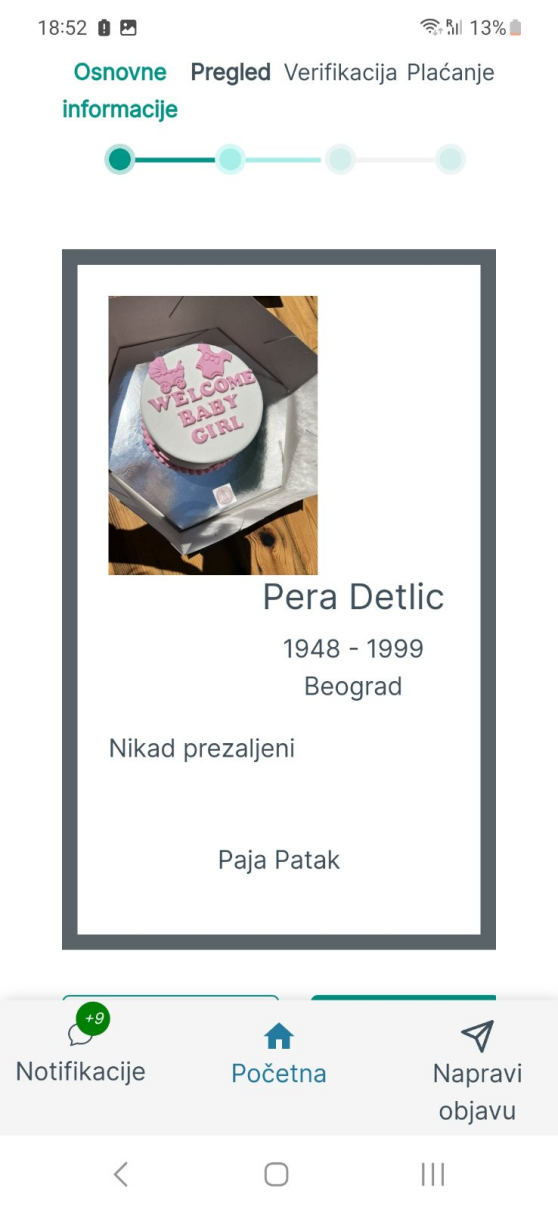 18:52 13%
Osnovne Pregled Verifikacija Plaćanje
informacije
WELCOME
BABY
GIRL
Pera Detlic
1948 - 1999
Beograd
Nikad prezaljeni
Paja Patak
+9
Notifikacije Početna Napravi
objavu